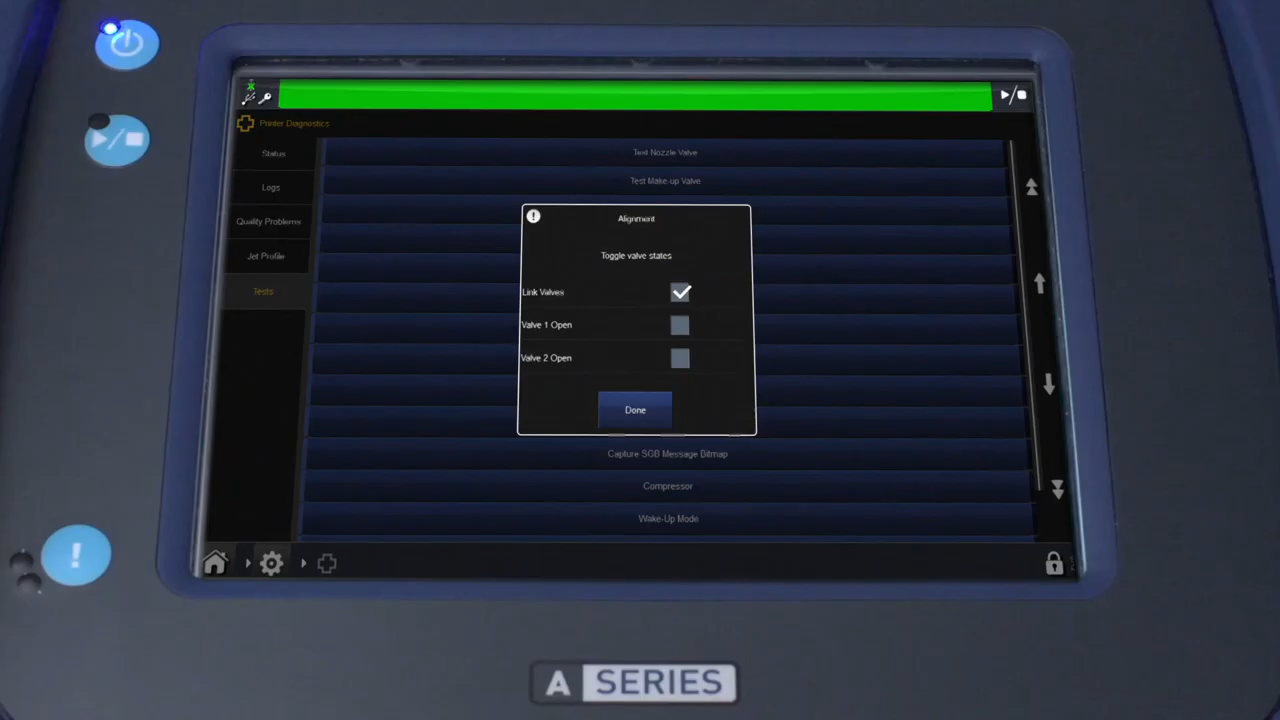 Printer Diagnostics
Status
Logs
Quality Problems
Jet Profile
Tests
Test Nozzle Valve
Test Make-up Valve
Alignment
Toggle valve states
Link Valves
Valve 1 Open
Valve 2 Open
Done
Capture SGB Message Bitmap
Compressor
Wake-Up Mode
A SERIES